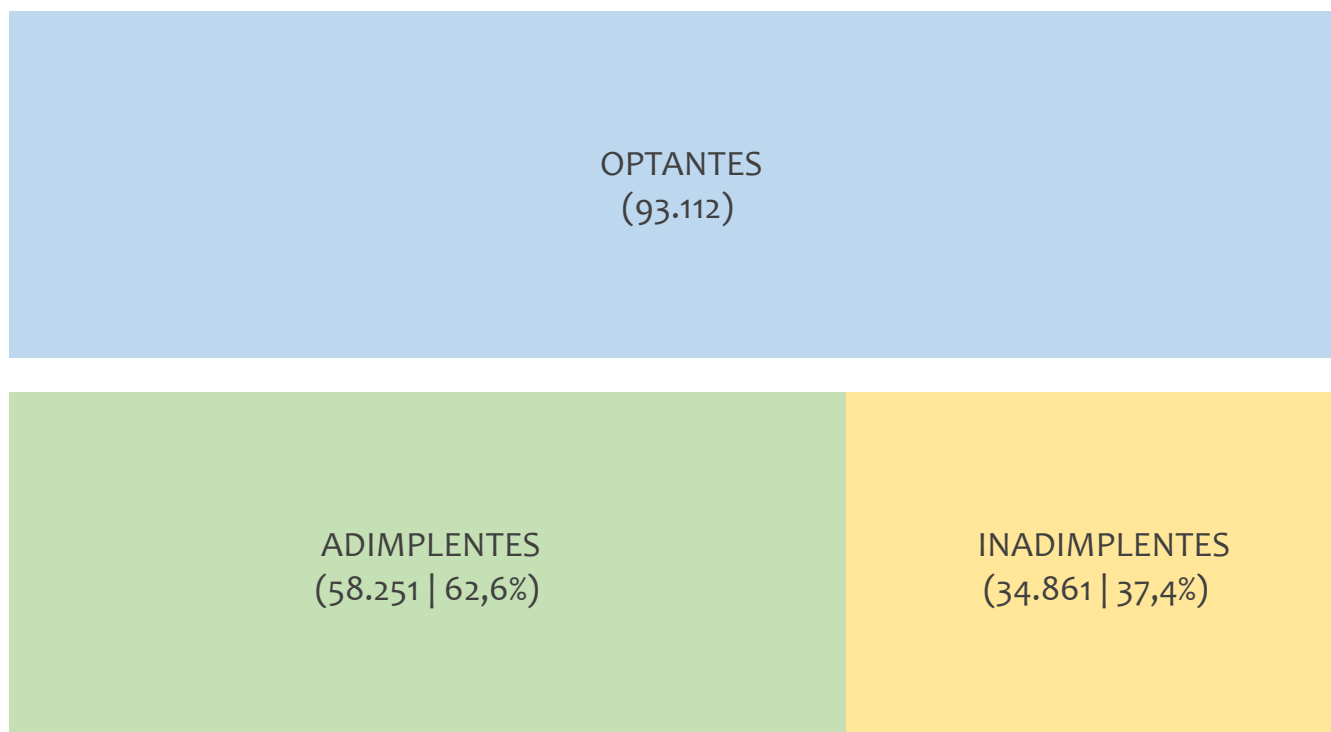 OPTANTES
(93.112)
ADIMPLENTES
(58.251 | 62,6%)
INADIMPLENTES
(34.861 | 37,4%)